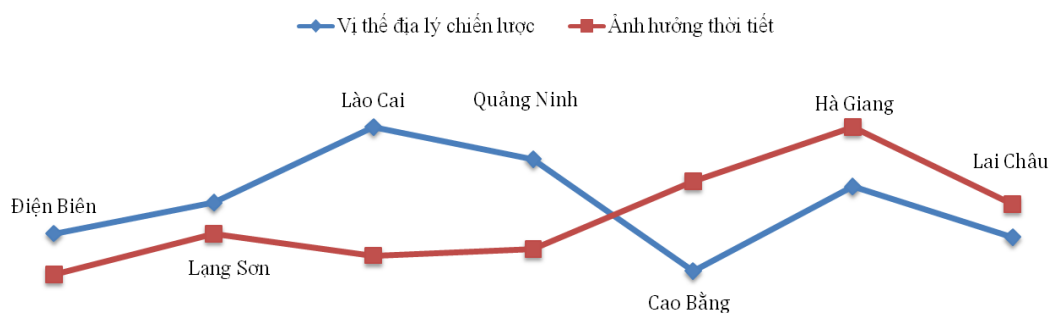 Vị thế địa lý chiến lược
Ảnh hưởng thời tiết
Lào Cai
Quảng Ninh
Hà Giang
Lai Châu
Điện Biên
Lạng Sơn
Cao Bằng